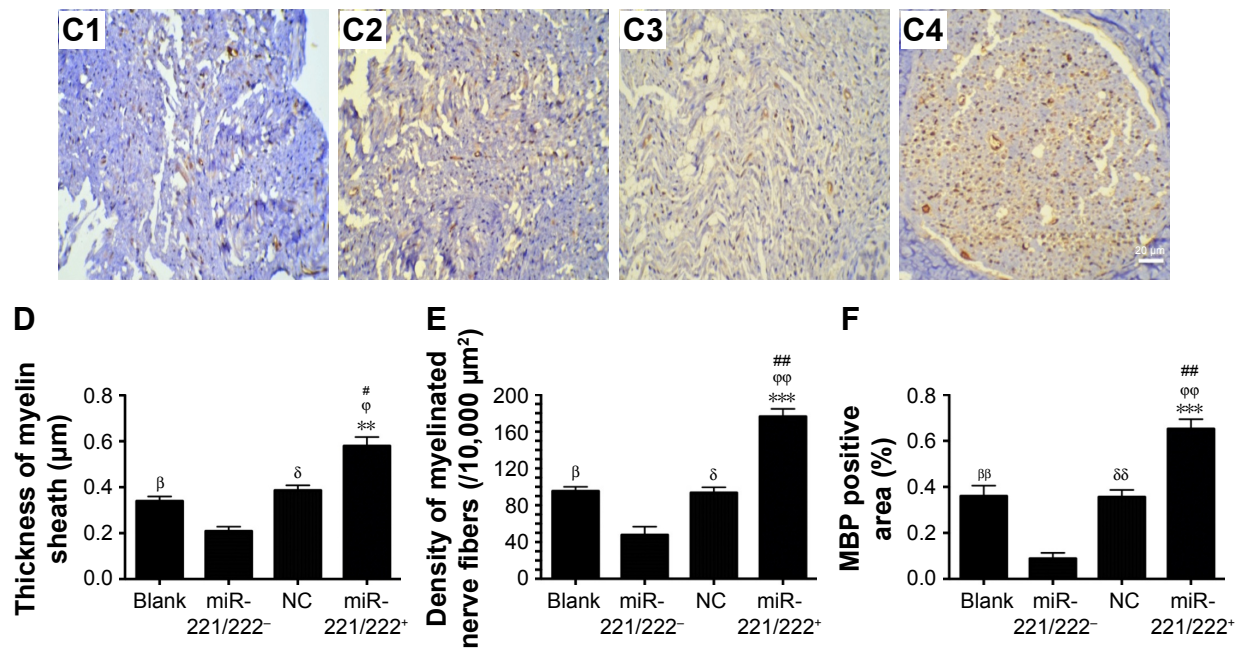 C1
C2
C3
C4
20 µm
D
Thickness of myelin
sheath (µm)
0.8
0.6
0.4
0.2
0.0
β
δ
#
φ
**
Blank
miR-
221/222⁻
NC
miR-
221/222⁺
E
Density of myelinated
nerve fibers (/10,000 µm²)
200
160
120
80
40
0
β
δ
##
φφ
***
Blank
miR-
221/222⁻
NC
miR-
221/222⁺
F
MBP positive
area (%)
0.8
0.6
0.4
0.2
0.0
ββ
δδ
##
φφ
***
Blank
miR-
221/222⁻
NC
miR-
221/222⁺